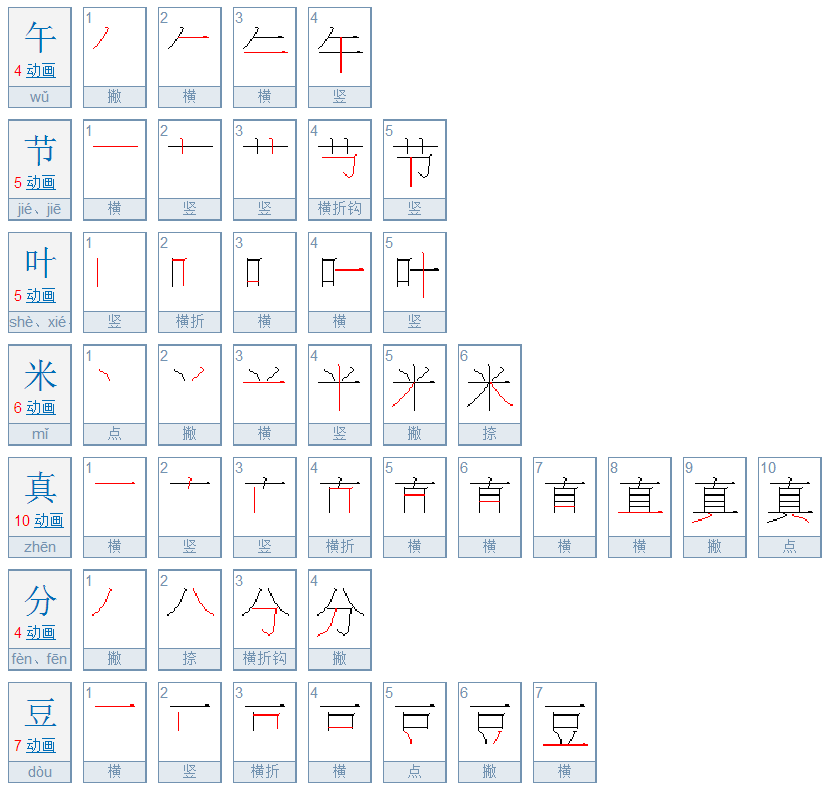 午 1 2 3 4
4 动画
wǔ 撇 横 横 竖
节 1 2 3 4 5
5 动画
jié、jiē 横 竖 竖 横折钩 竖
叶 1 2 3 4 5
5 动画
shè、xié 竖 横折 横 横 竖
米 1 2 3 4 5 6
6 动画
mǐ 点 撇 横 竖 撇 捺
真 1 2 3 4 5 6 7 8 9 10
10 动画
zhēn 横 竖 竖 横折 横 横 横 横 撇 点
分 1 2 3 4
4 动画
fèn、fēn 撇 捺 横折钩 撇
豆 1 2 3 4 5 6 7
7 动画
dòu 横 竖 横折 横 点 撇 横